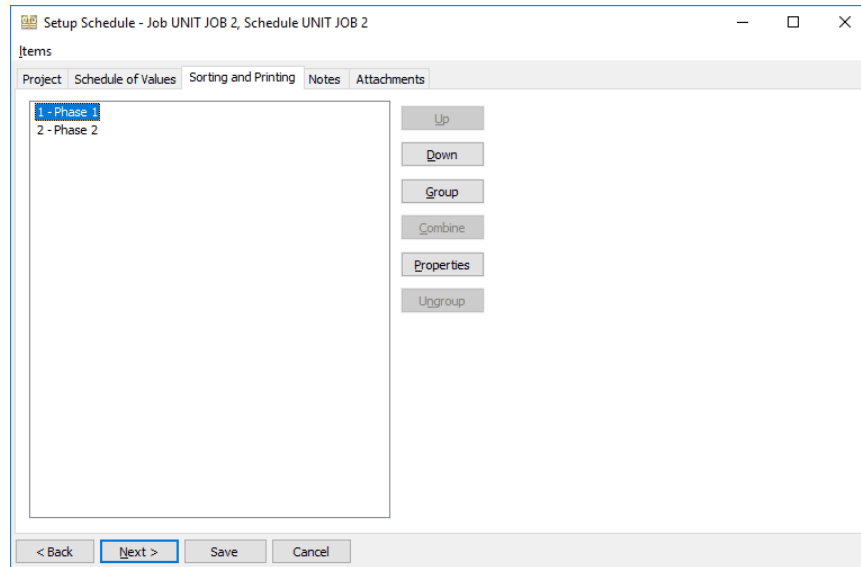 Setup Schedule - Job UNIT JOB 2, Schedule UNIT JOB 2
Items
Project Schedule of Values Sorting and Printing Notes Attachments
1 - Phase 1
2 - Phase 2
Up
Down
Group
Combine
Properties
Ungroup
< Back Next > Save Cancel